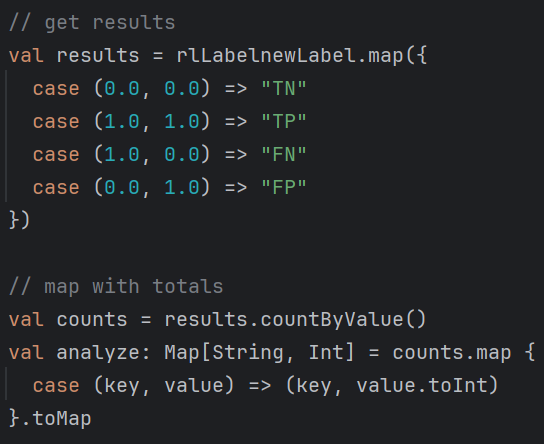 // get results
val results = rlLabelnewLabel.map({
  case (0.0, 0.0) => "TN"
  case (1.0, 1.0) => "TP"
  case (1.0, 0.0) => "FN"
  case (0.0, 1.0) => "FP"
})

// map with totals
val counts = results.countByValue()
val analyze: Map[String, Int] = counts.map {
  case (key, value) => (key, value.toInt)
}.toMap